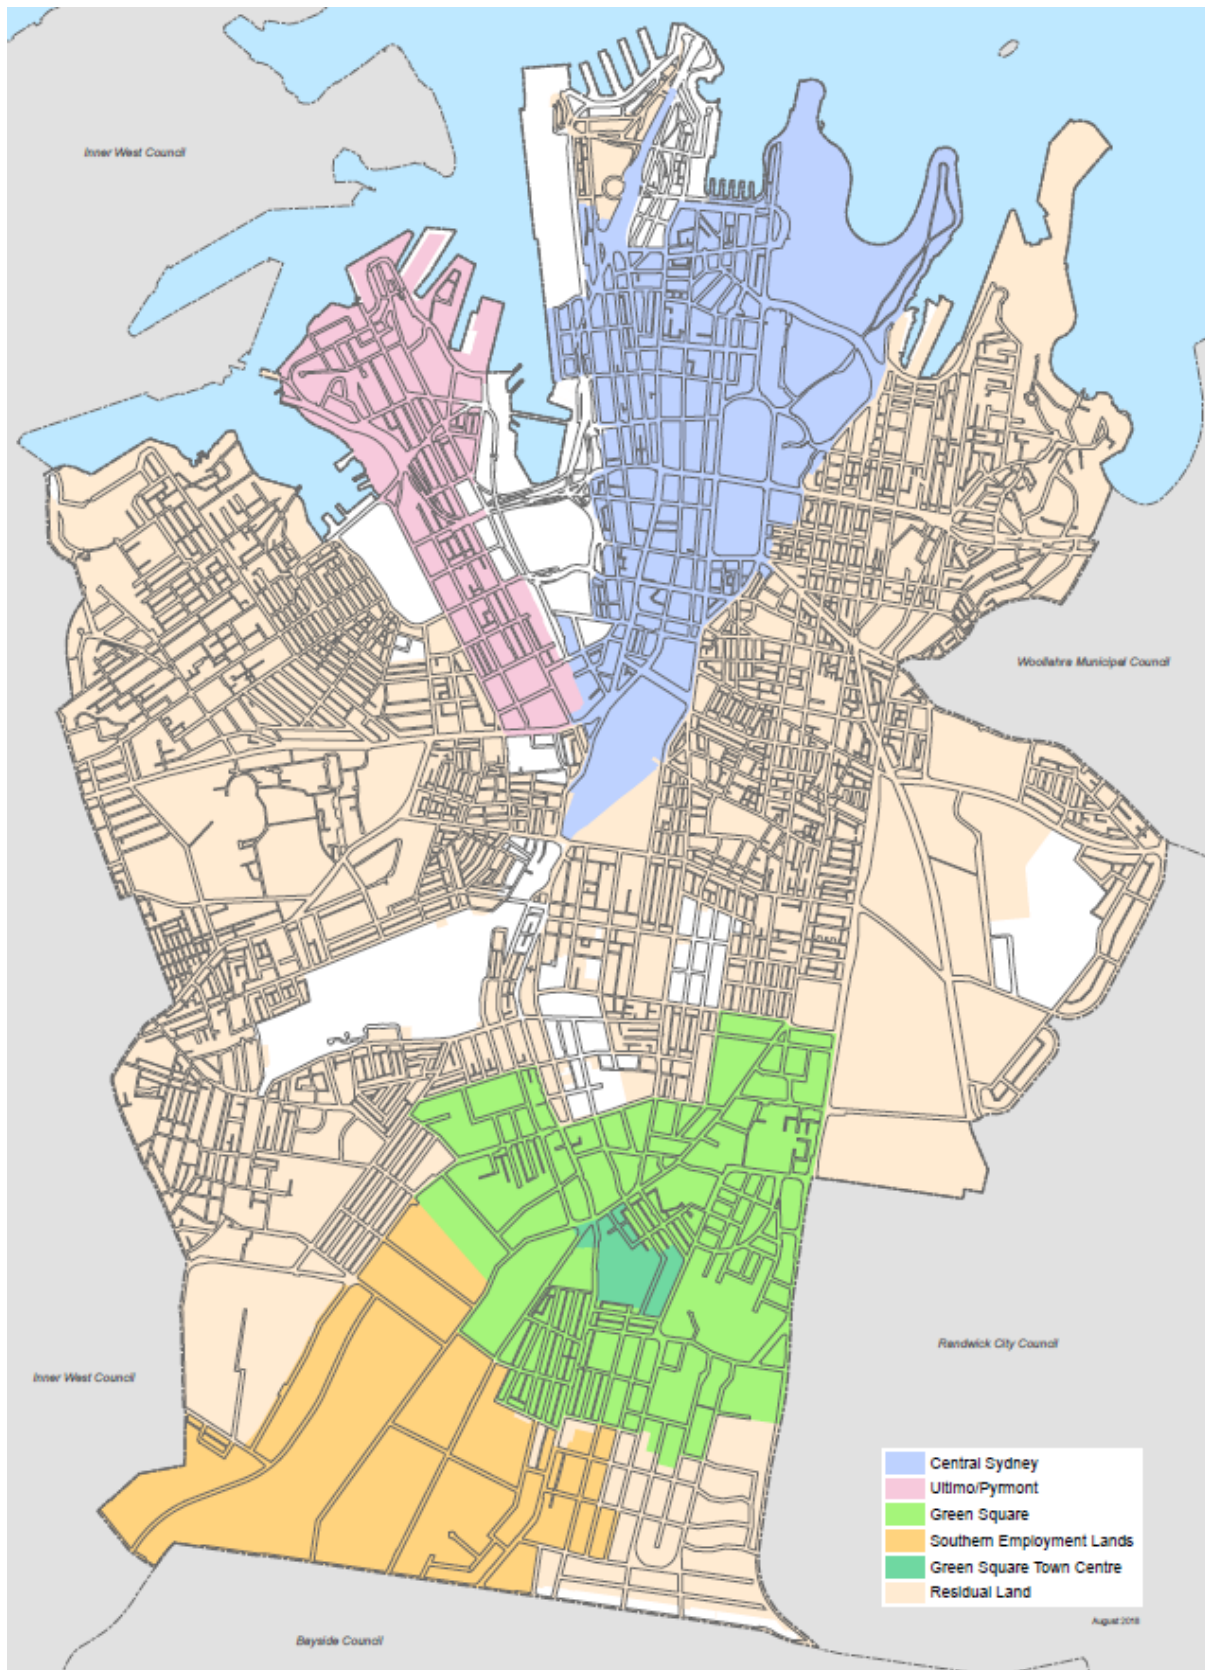 Inner West Council
Woollahra Municipal Council
Randwick City Council
Inner West Council
Central Sydney
Ultimo/Pyrmont
Green Square
Southern Employment Lands
Green Square Town Centre
Residual Land
August 2018
Bayside Council